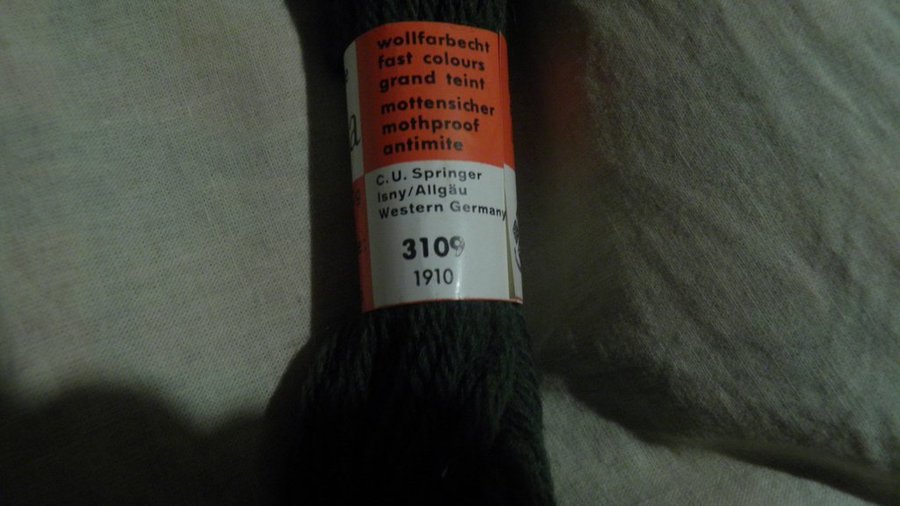 wollfarbecht
fast colours
grand teint
mottensicher
mothproof
antimite
a
C. U. Springer
Isny/Allgäu
Western Germany
3109
1910